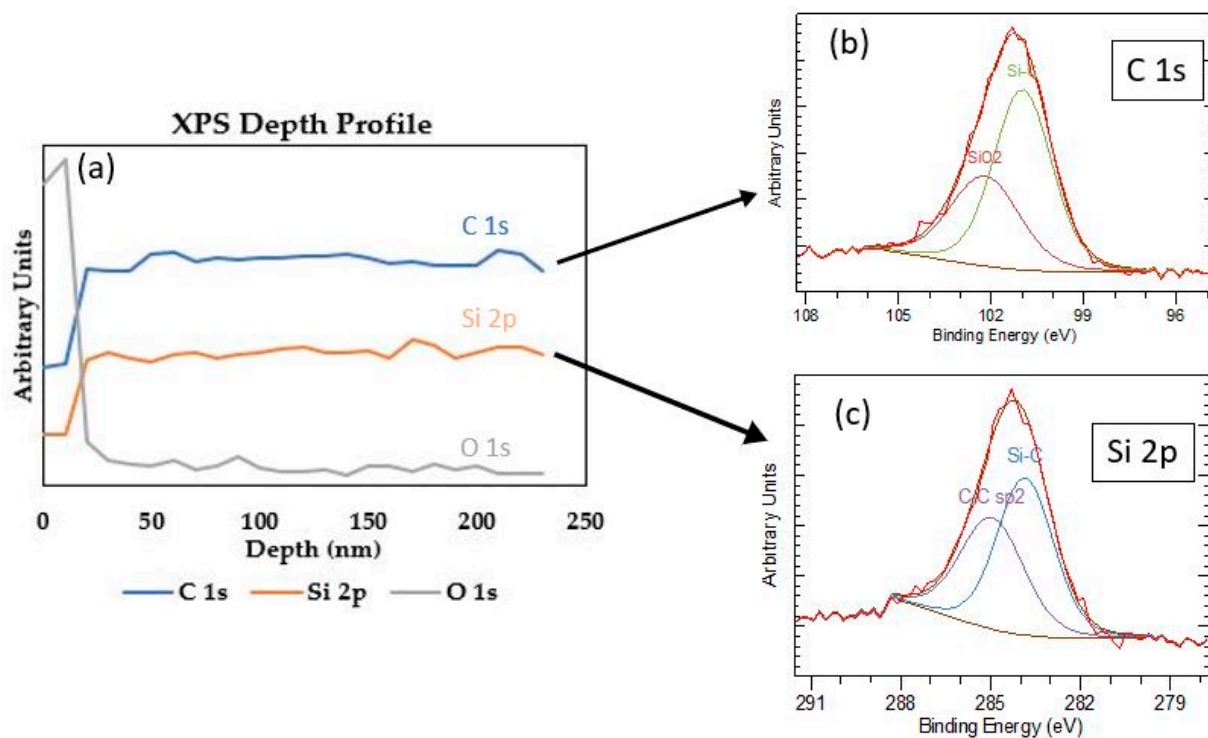 XPS Depth Profile
(a)
C 1s
Si 2p
O 1s
Arbitrary Units
0 50 100 150 200 250
Depth (nm)
C 1s Si 2p O 1s
(b)
C 1s
Si-C
SiO2
Arbitrary Units
108 105 102 99 96
Binding Energy (eV)
(c)
Si 2p
Si-C
C-C sp2
Arbitrary Units
291 288 285 282 279
Binding Energy (eV)